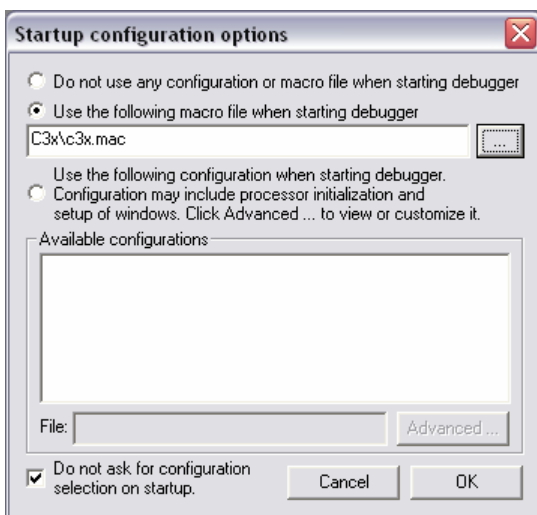 Startup configuration options
Do not use any configuration or macro file when starting debugger
Use the following macro file when starting debugger
C3x\c3x.mac
...
Use the following configuration when starting debugger.
Configuration may include processor initialization and
setup of windows. Click Advanced ... to view or customize it.
Available configurations
File:
Advanced ...
Do not ask for configuration
selection on startup.
Cancel
OK